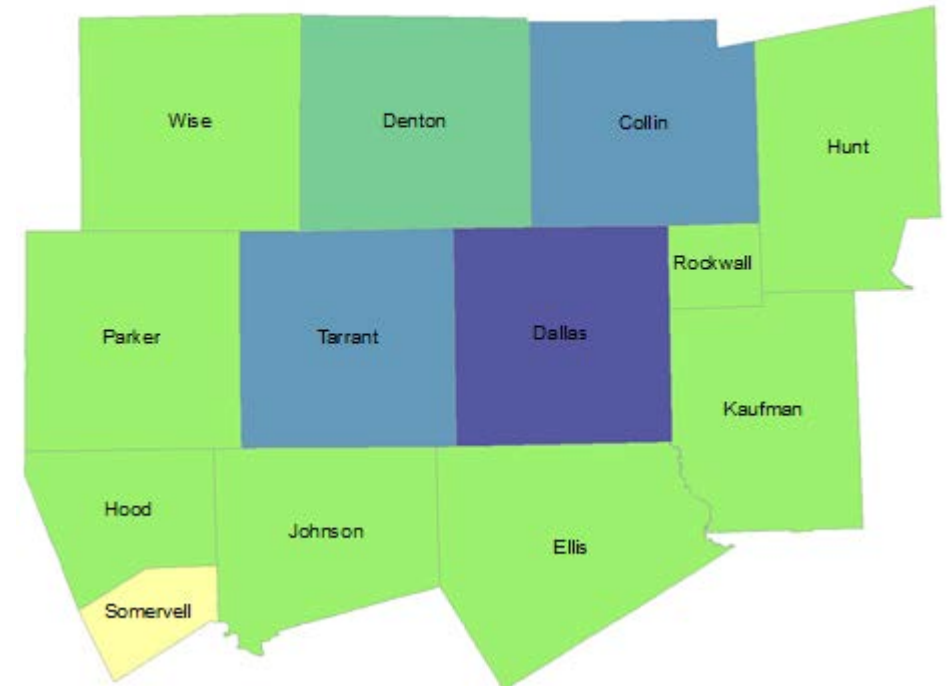 Wise
Denton
Collin
Hunt
Rockwall
Parker
Tarrant
Dallas
Kaufman
Hood
Johnson
Ellis
Somervell